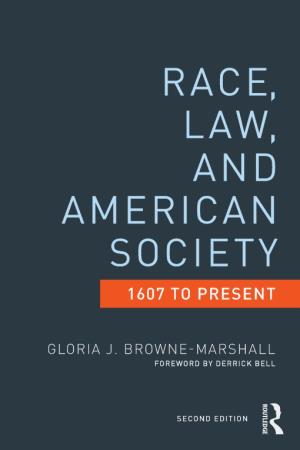 RACE,
LAW,
AND
AMERICAN
SOCIETY
1607 TO PRESENT
GLORIA J. BROWNE-MARSHALL
FOREWORD BY DERRICK BELL
SECOND EDITION
ROUTLEDGE